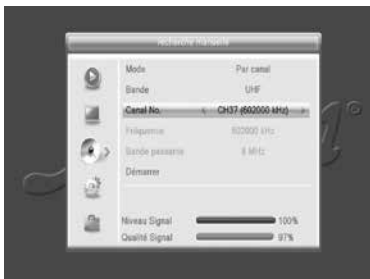 recherche manuelle
Mode Par canal
Bande UHF
Canal No. < CH37 (602000 kHz) >
Fréquence 602000 kHz
Bande passante 8 MHz
Démarrer
Niveau Signal 100%
Qualité Signal 97%